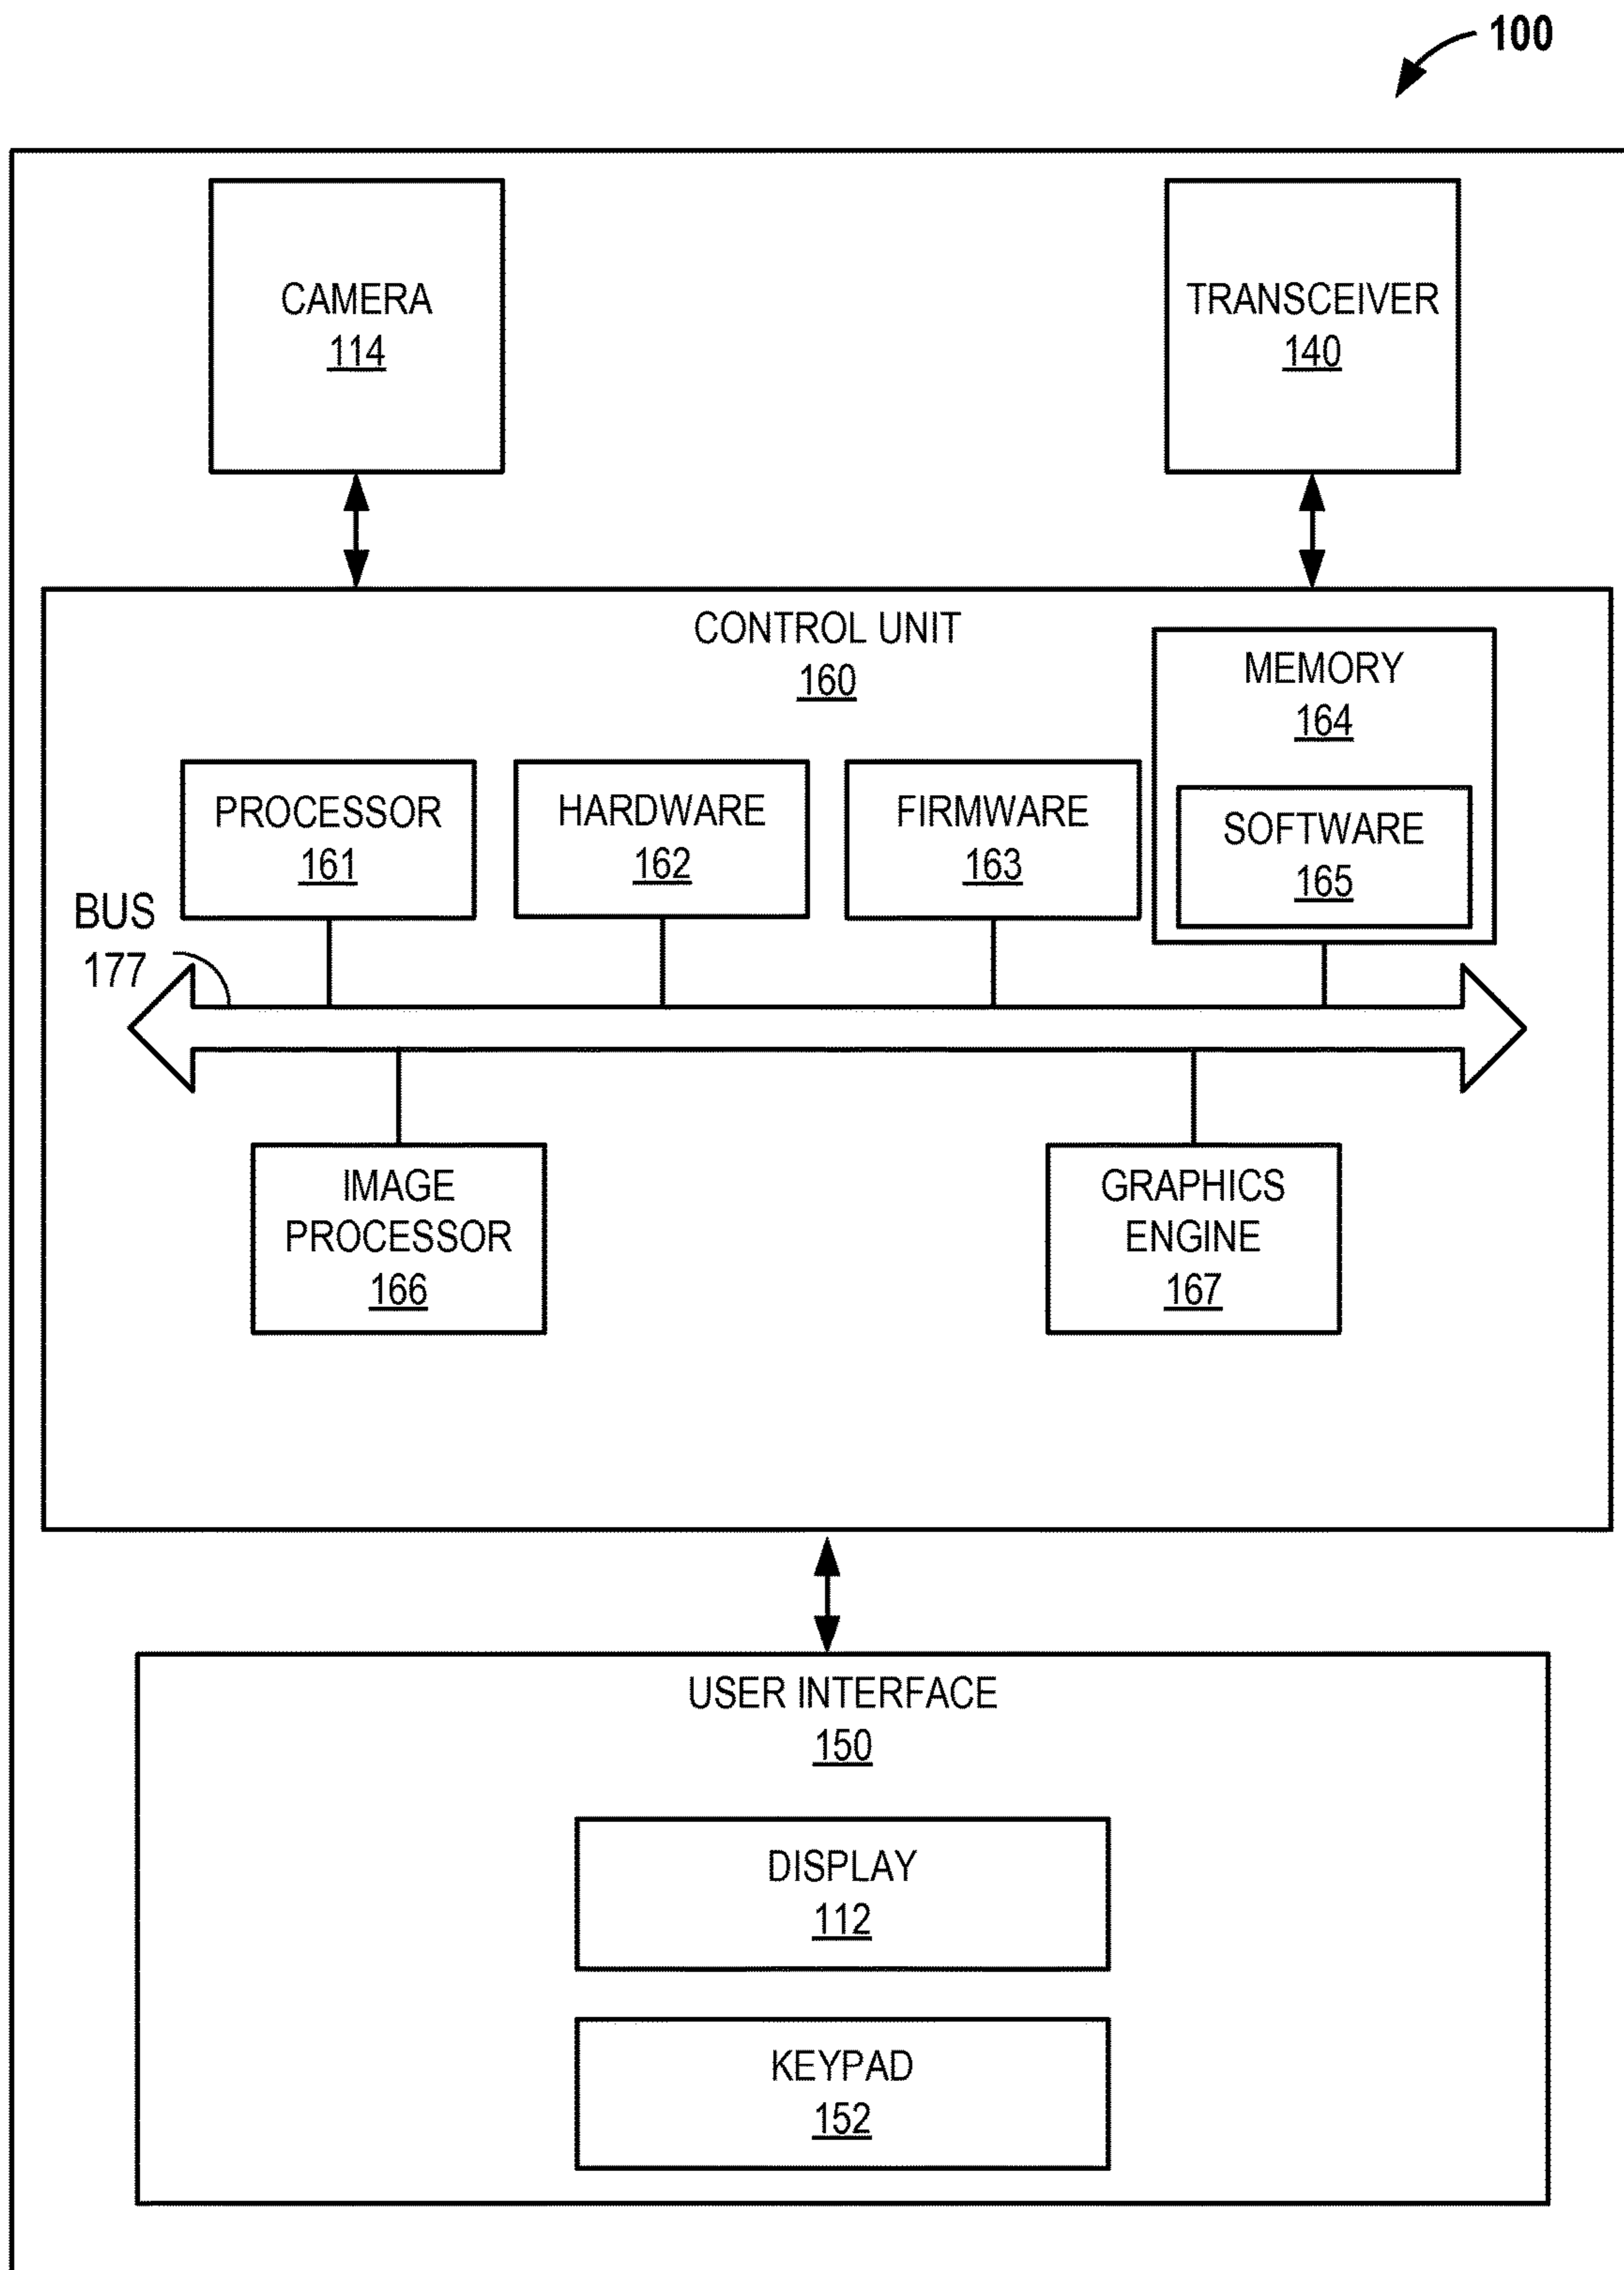 100
CAMERA
114
TRANSCEIVER
140
CONTROL UNIT
160
MEMORY
164
PROCESSOR
161
HARDWARE
162
FIRMWARE
163
SOFTWARE
165
BUS
177
IMAGE
PROCESSOR
166
GRAPHICS
ENGINE
167
USER INTERFACE
150
DISPLAY
112
KEYPAD
152